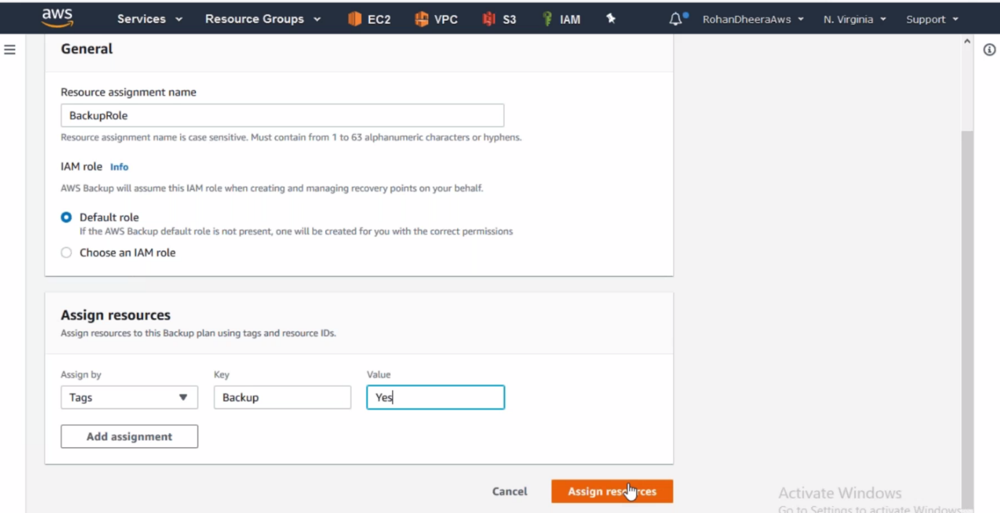 aws Services Resource Groups EC2 VPC S3 IAM RohanDheeraAws N. Virginia Support
General
Resource assignment name
BackupRole
Resource assignment name is case sensitive. Must contain from 1 to 63 alphanumeric characters or hyphens.
IAM role Info
AWS Backup will assume this IAM role when creating and managing recovery points on your behalf.
Default role
If the AWS Backup default role is not present, one will be created for you with the correct permissions
Choose an IAM role
Assign resources
Assign resources to this Backup plan using tags and resource IDs.
Assign by Key Value
Tags Backup Yes
Add assignment
Cancel Assign resources
Activate Windows
Go to Settings to activate Windows.